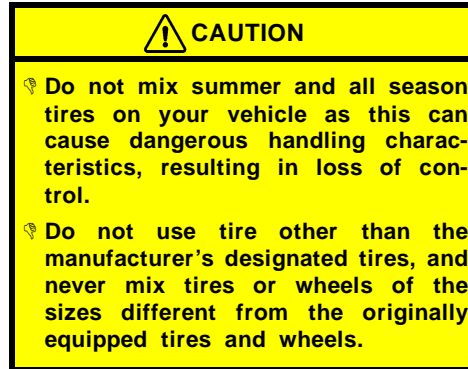 CAUTION
Do not mix summer and all season
tires on your vehicle as this can
cause dangerous handling charac-
teristics, resulting in loss of con-
trol.
Do not use tire other than the
manufacturer's designated tires, and
never mix tires or wheels of the
sizes different from the originally
equipped tires and wheels.